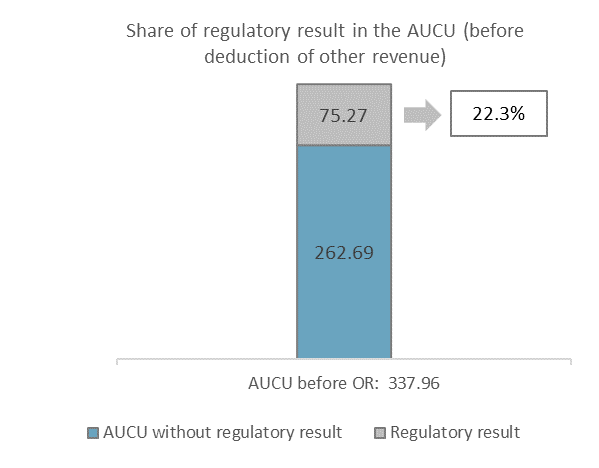 Share of regulatory result in the AUCU (before
deduction of other revenue)
75.27
22.3%
262.69
AUCU before OR:  337.96
AUCU without regulatory result
Regulatory result